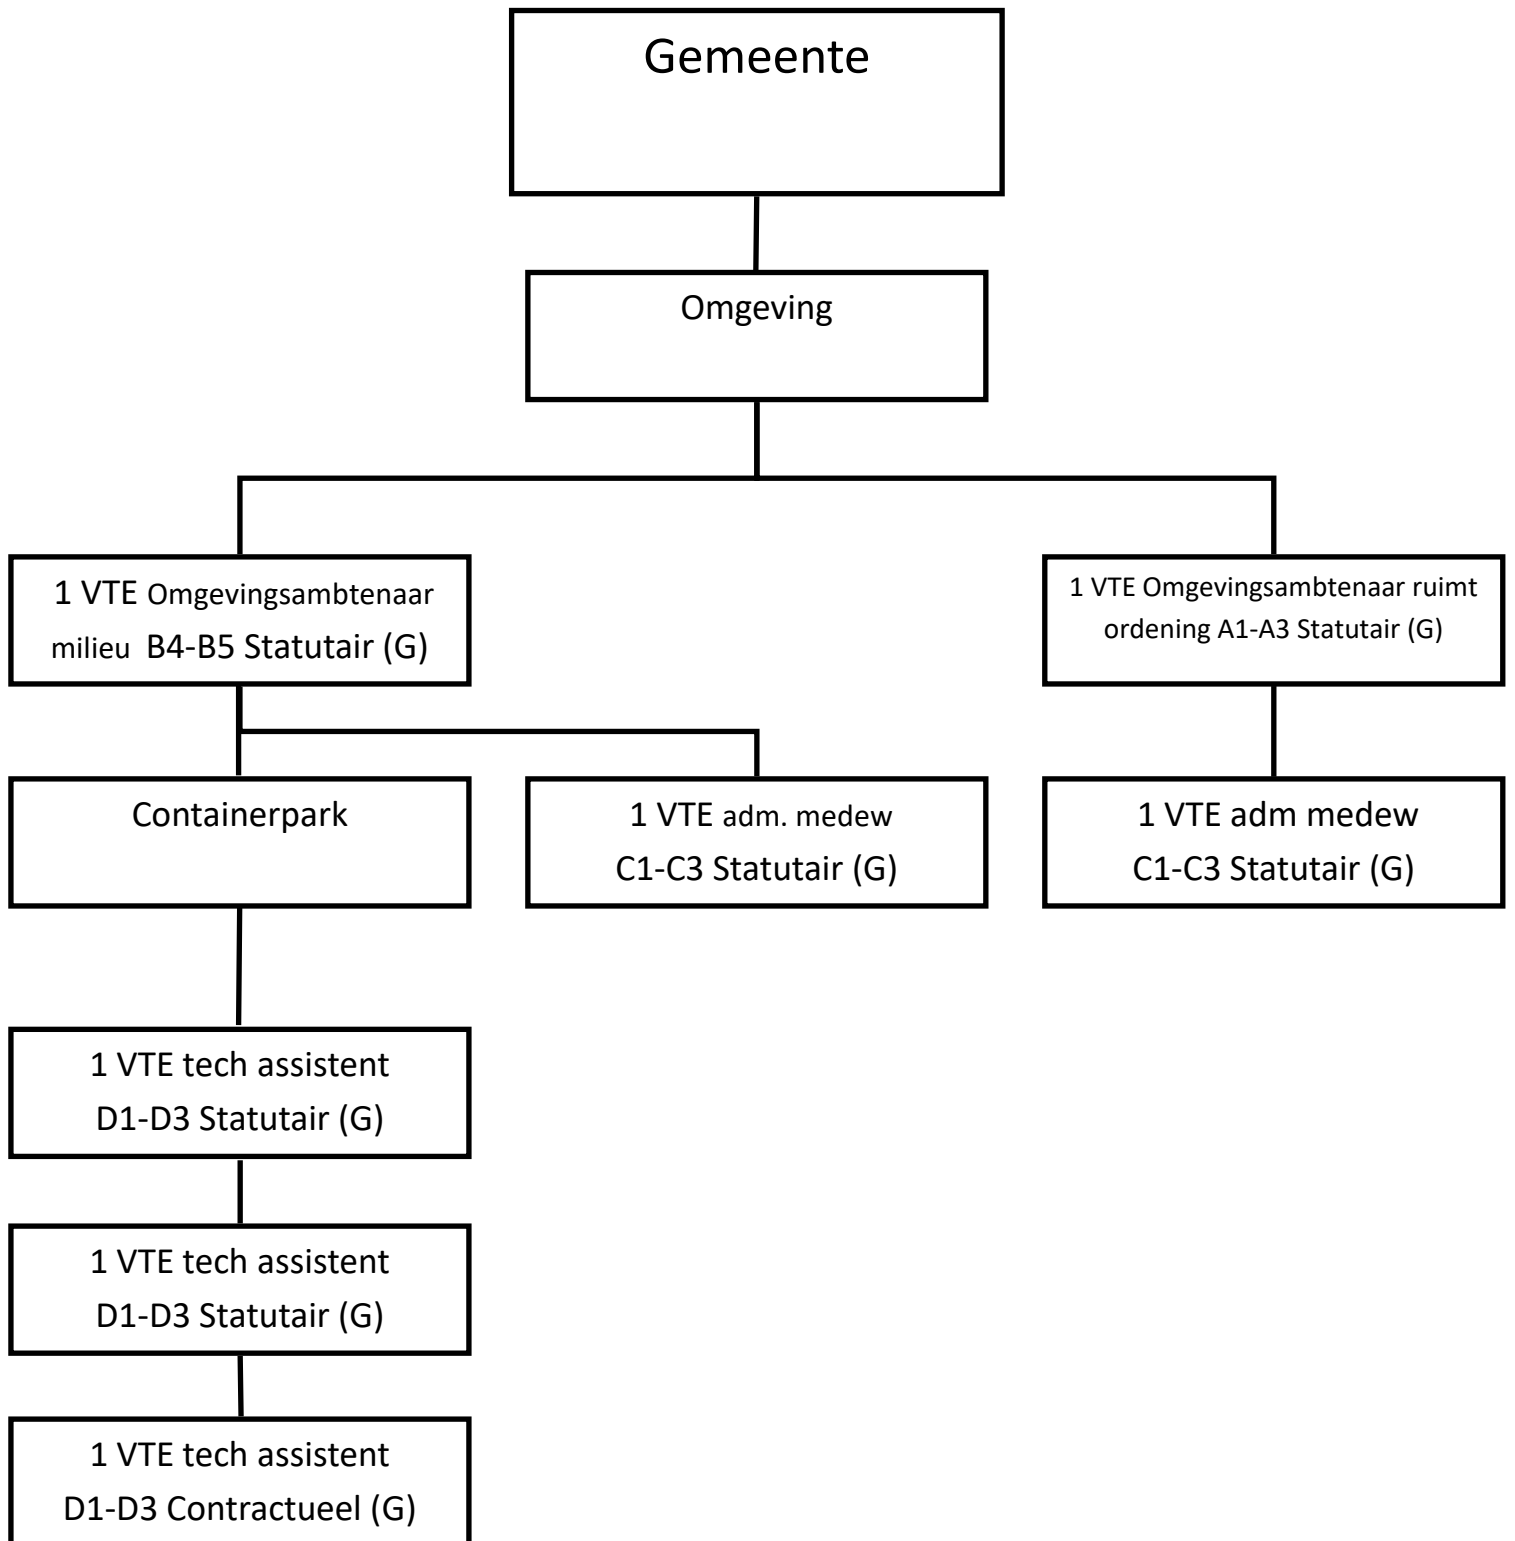 Gemeente
Omgeving
1 VTE Omgevingsambtenaar
milieu B4-B5 Statutair (G)
1 VTE Omgevingsambtenaar ruimt
ordening A1-A3 Statutair (G)
Containerpark
1 VTE adm. medew
C1-C3 Statutair (G)
1 VTE adm medew
C1-C3 Statutair (G)
1 VTE tech assistent
D1-D3 Statutair (G)
1 VTE tech assistent
D1-D3 Statutair (G)
1 VTE tech assistent
D1-D3 Contractueel (G)